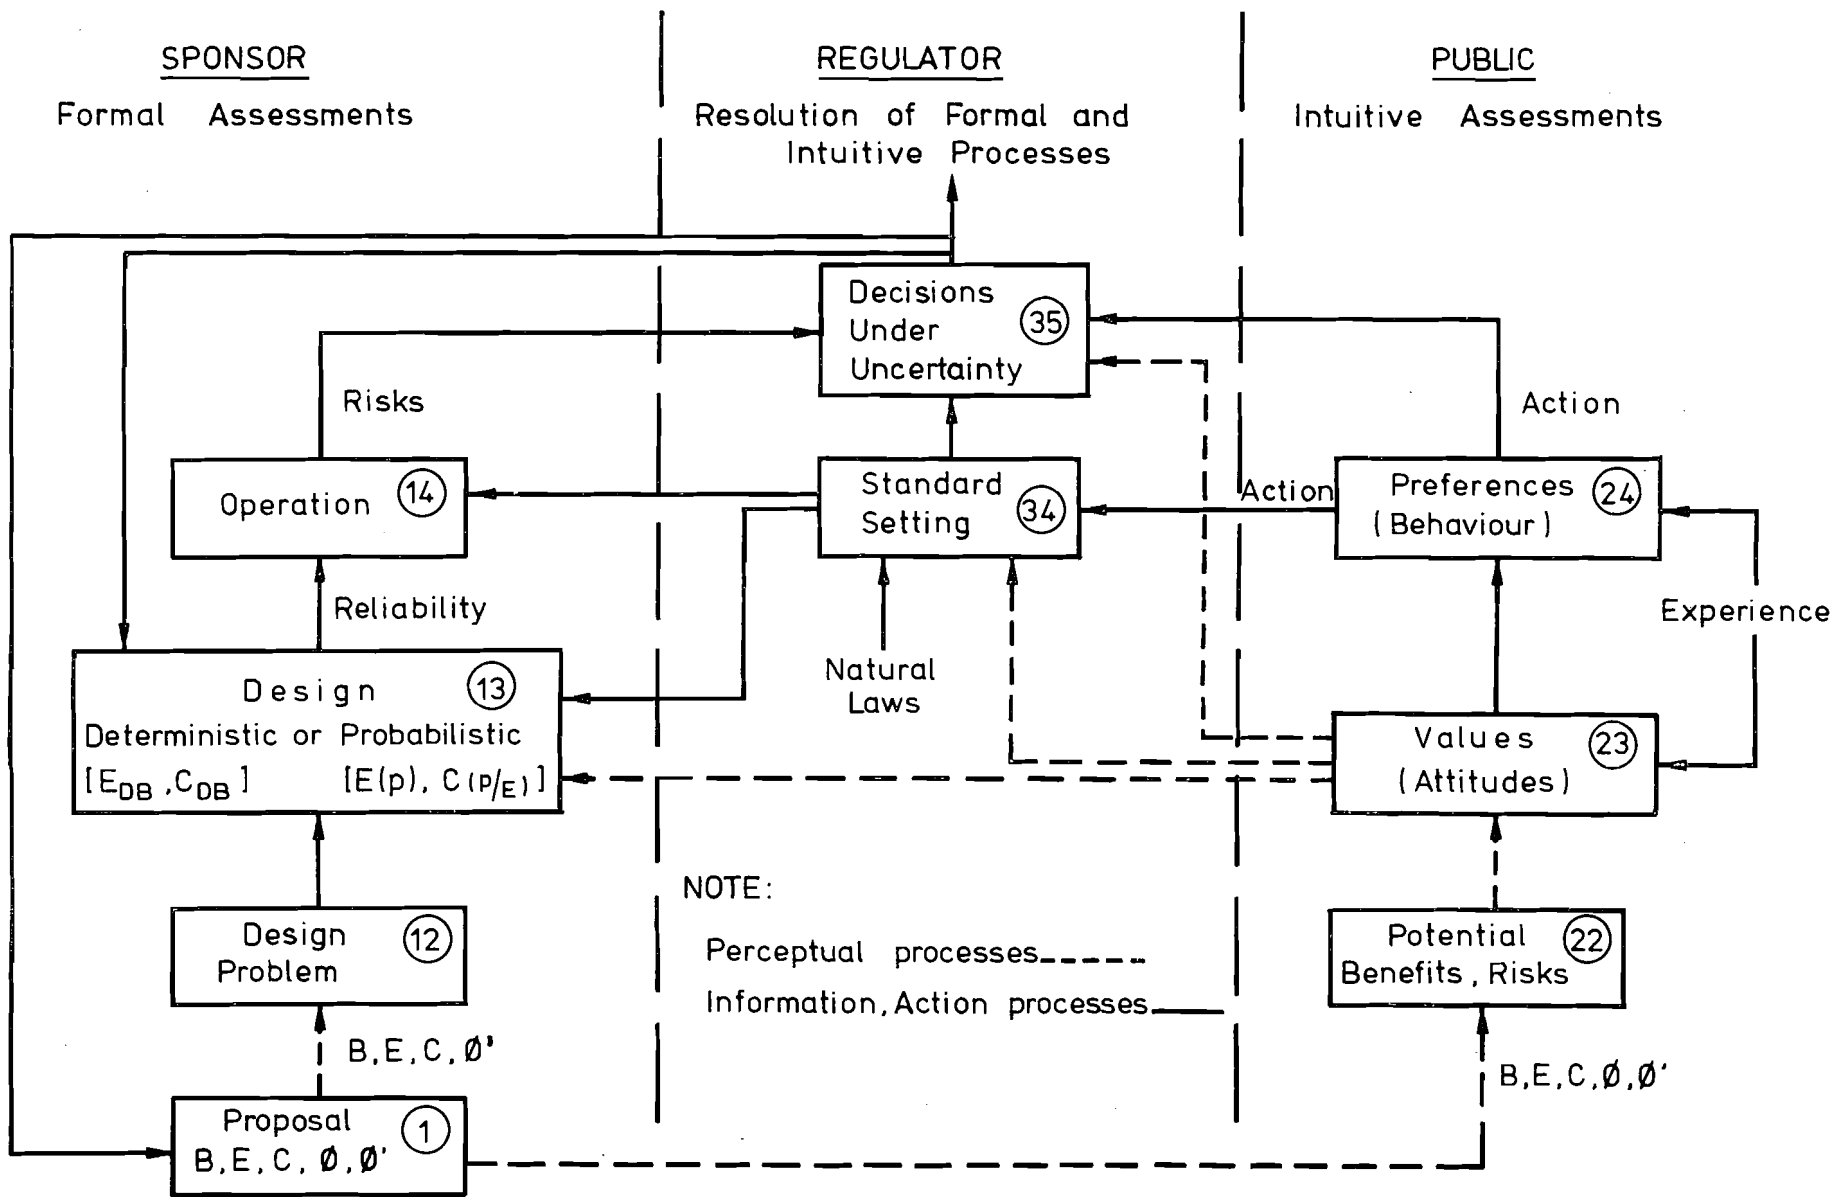 SPONSOR
Formal Assessments
REGULATOR
Resolution of Formal and
Intuitive Processes
PUBLIC
Intuitive Assessments
Decisions
Under
Uncertainty
35
Risks
Action
Operation
14
Standard
Setting
34
Action
Preferences
(Behaviour)
24
Reliability
Natural
Laws
Experience
Design
13
Deterministic or Probabilistic
[E_DB, C_DB] [E(p), C(p/E)]
Values
(Attitudes)
23
Design
Problem
12
NOTE:
Perceptual processes
Information, Action processes
Potential
Benefits, Risks
22
B, E, C, Ø'
B, E, C, Ø, Ø'
Proposal
B, E, C, Ø, Ø'
1